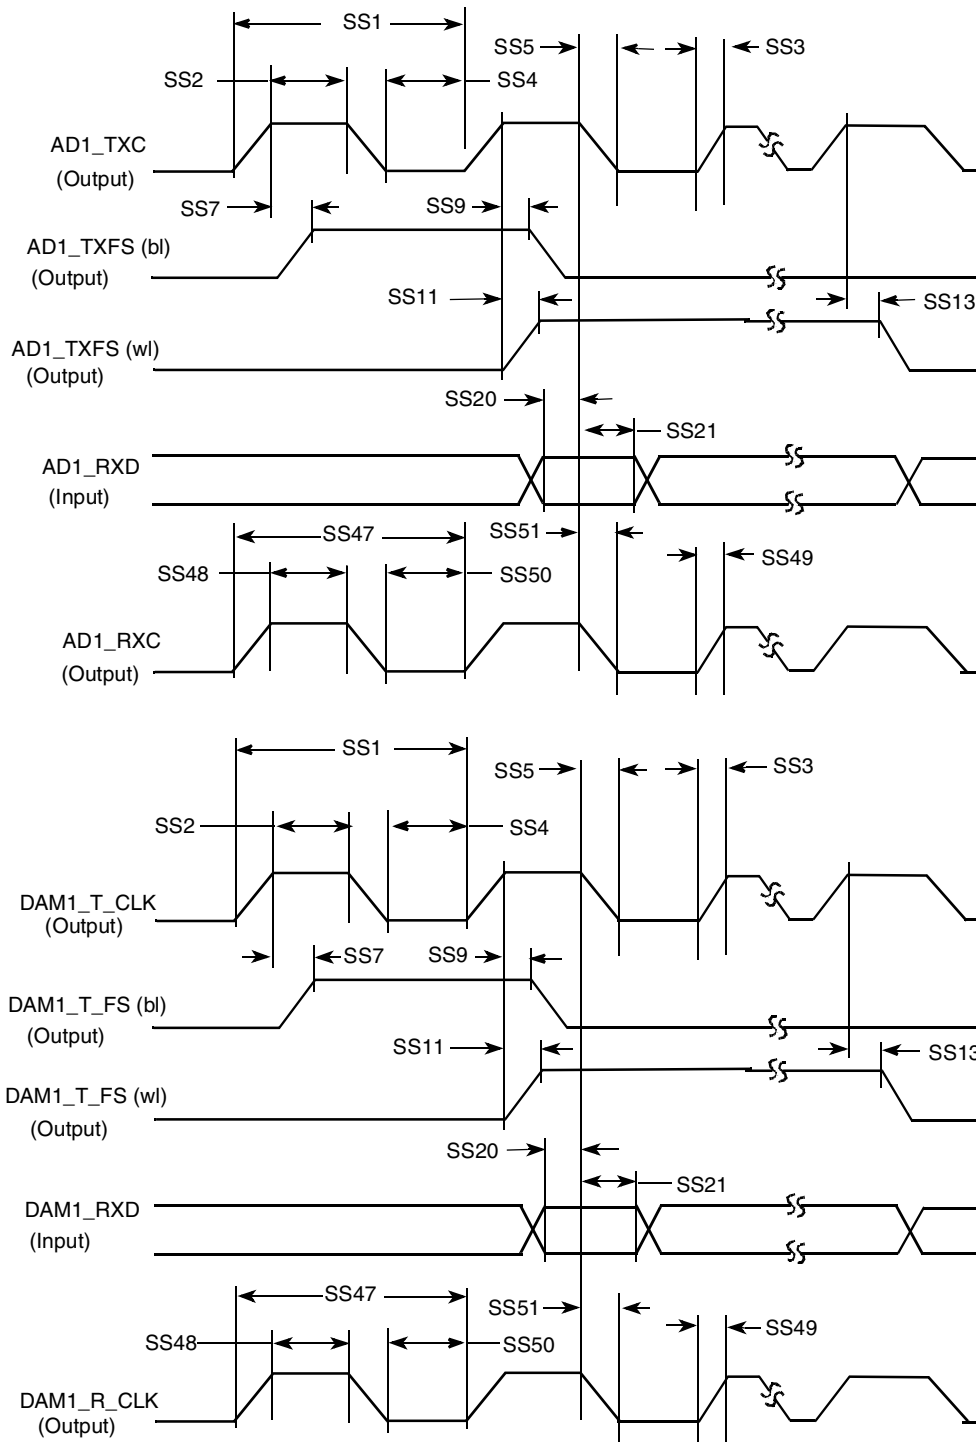 SS1
SS5
SS3
SS2
SS4
AD1_TXC
(Output)
SS7
SS9
AD1_TXFS (bl)
(Output)
SS11
SS13
AD1_TXFS (wl)
(Output)
SS20
SS21
AD1_RXD
(Input)
SS47
SS51
SS49
SS48
SS50
AD1_RXC
(Output)
SS1
SS5
SS3
SS2
SS4
DAM1_T_CLK
(Output)
SS7
SS9
DAM1_T_FS (bl)
(Output)
SS11
SS13
DAM1_T_FS (wl)
(Output)
SS20
SS21
DAM1_RXD
(Input)
SS47
SS51
SS49
SS48
SS50
DAM1_R_CLK
(Output)